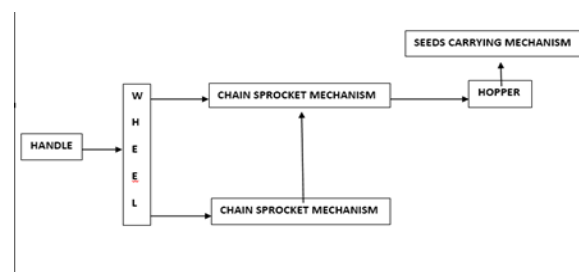 SEEDS CARRYING MECHANISM
W
H
E
E
L
CHAIN SPROCKET MECHANISM
HOPPER
HANDLE
CHAIN SPROCKET MECHANISM